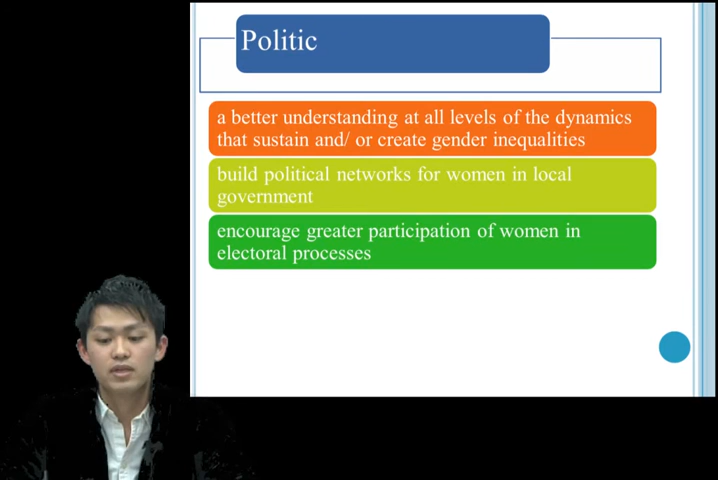 Politic
a better understanding at all levels of the dynamics
that sustain and/ or create gender inequalities
build political networks for women in local
government
encourage greater participation of women in
electoral processes